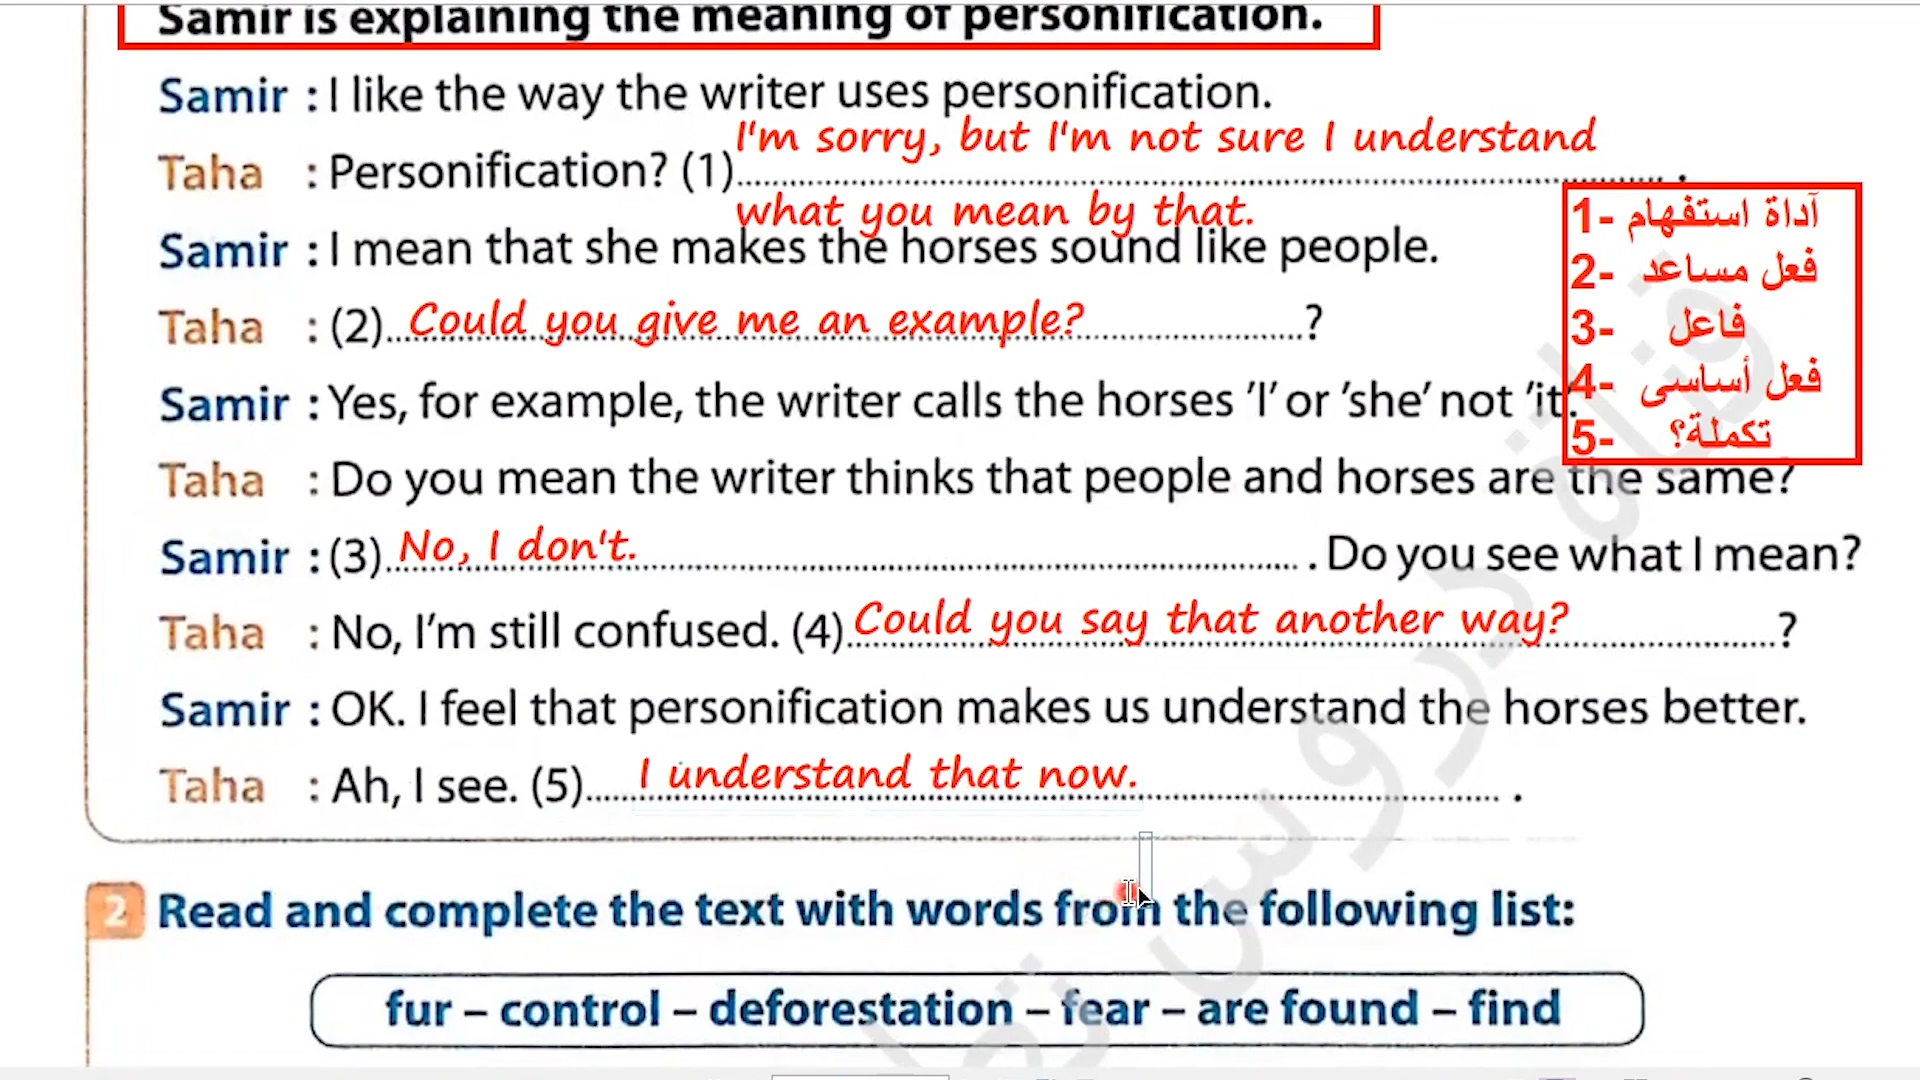 Samir is explaining the meaning of personification.
Samir : I like the way the writer uses personification.
I'm sorry, but I'm not sure I understand
Taha : Personification? (1)........................ .
what you mean by that.
Samir : I mean that she makes the horses sound like people.
Taha : (2) Could you give me an example? ........?
Samir : Yes, for example, the writer calls the horses 'I' or 'she' not 'it'.
Taha : Do you mean the writer thinks that people and horses are the same?
Samir : (3) No, I don't. ........ . Do you see what I mean?
Taha : No, I'm still confused. (4) Could you say that another way? ........?
Samir : OK. I feel that personification makes us understand the horses better.
Taha : Ah, I see. (5)..... I understand that now. ........ .
1- آداة استفهام
2- فعل مساعد
3- فاعل
4- فعل أساسى
5- تكملة؟
2 Read and complete the text with words from the following list:
fur – control – deforestation – fear – are found – find
قناة دروس